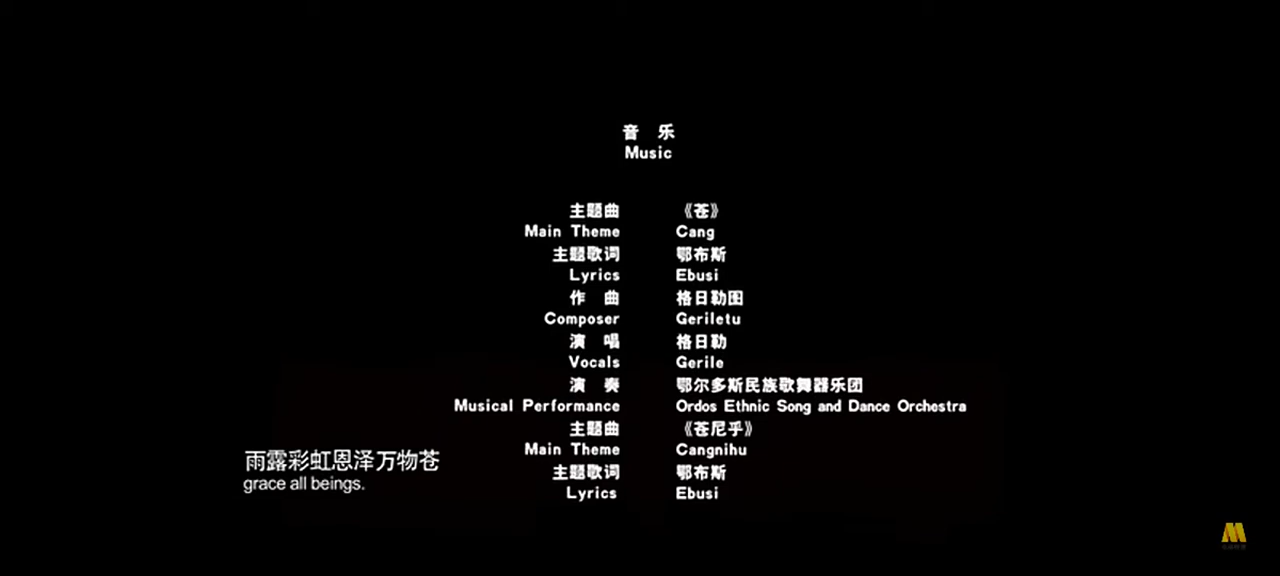 音 乐
Music
主题曲 《苍》
Main Theme Cang
主题歌词 鄂布斯
Lyrics Ebusi
作 曲 格日勒图
Composer Geriletu
演 唱 格日勒
Vocals Gerile
演 奏 鄂尔多斯民族歌舞器乐团
Musical Performance Ordos Ethnic Song and Dance Orchestra
主题曲 《苍尼乎》
Main Theme Cangnihu
主题歌词 鄂布斯
Lyrics Ebusi
雨露彩虹恩泽万物苍
grace all beings.